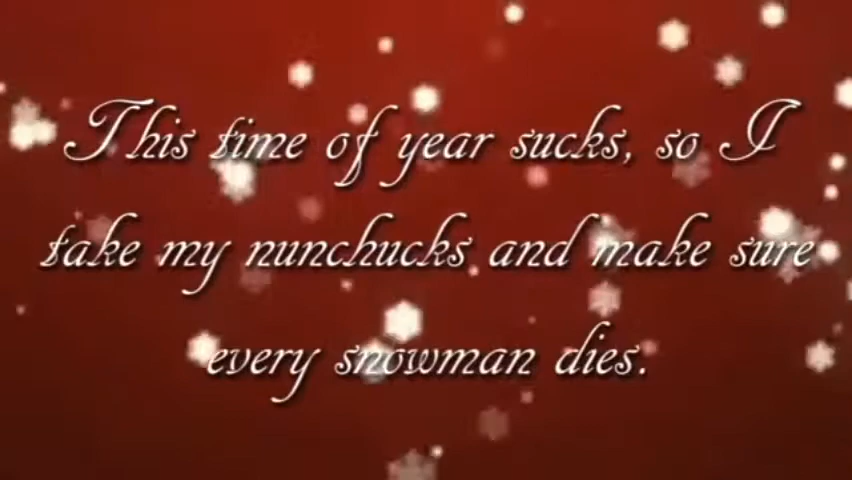 This time of year sucks, so I
take my nunchucks and make sure
every snowman dies.